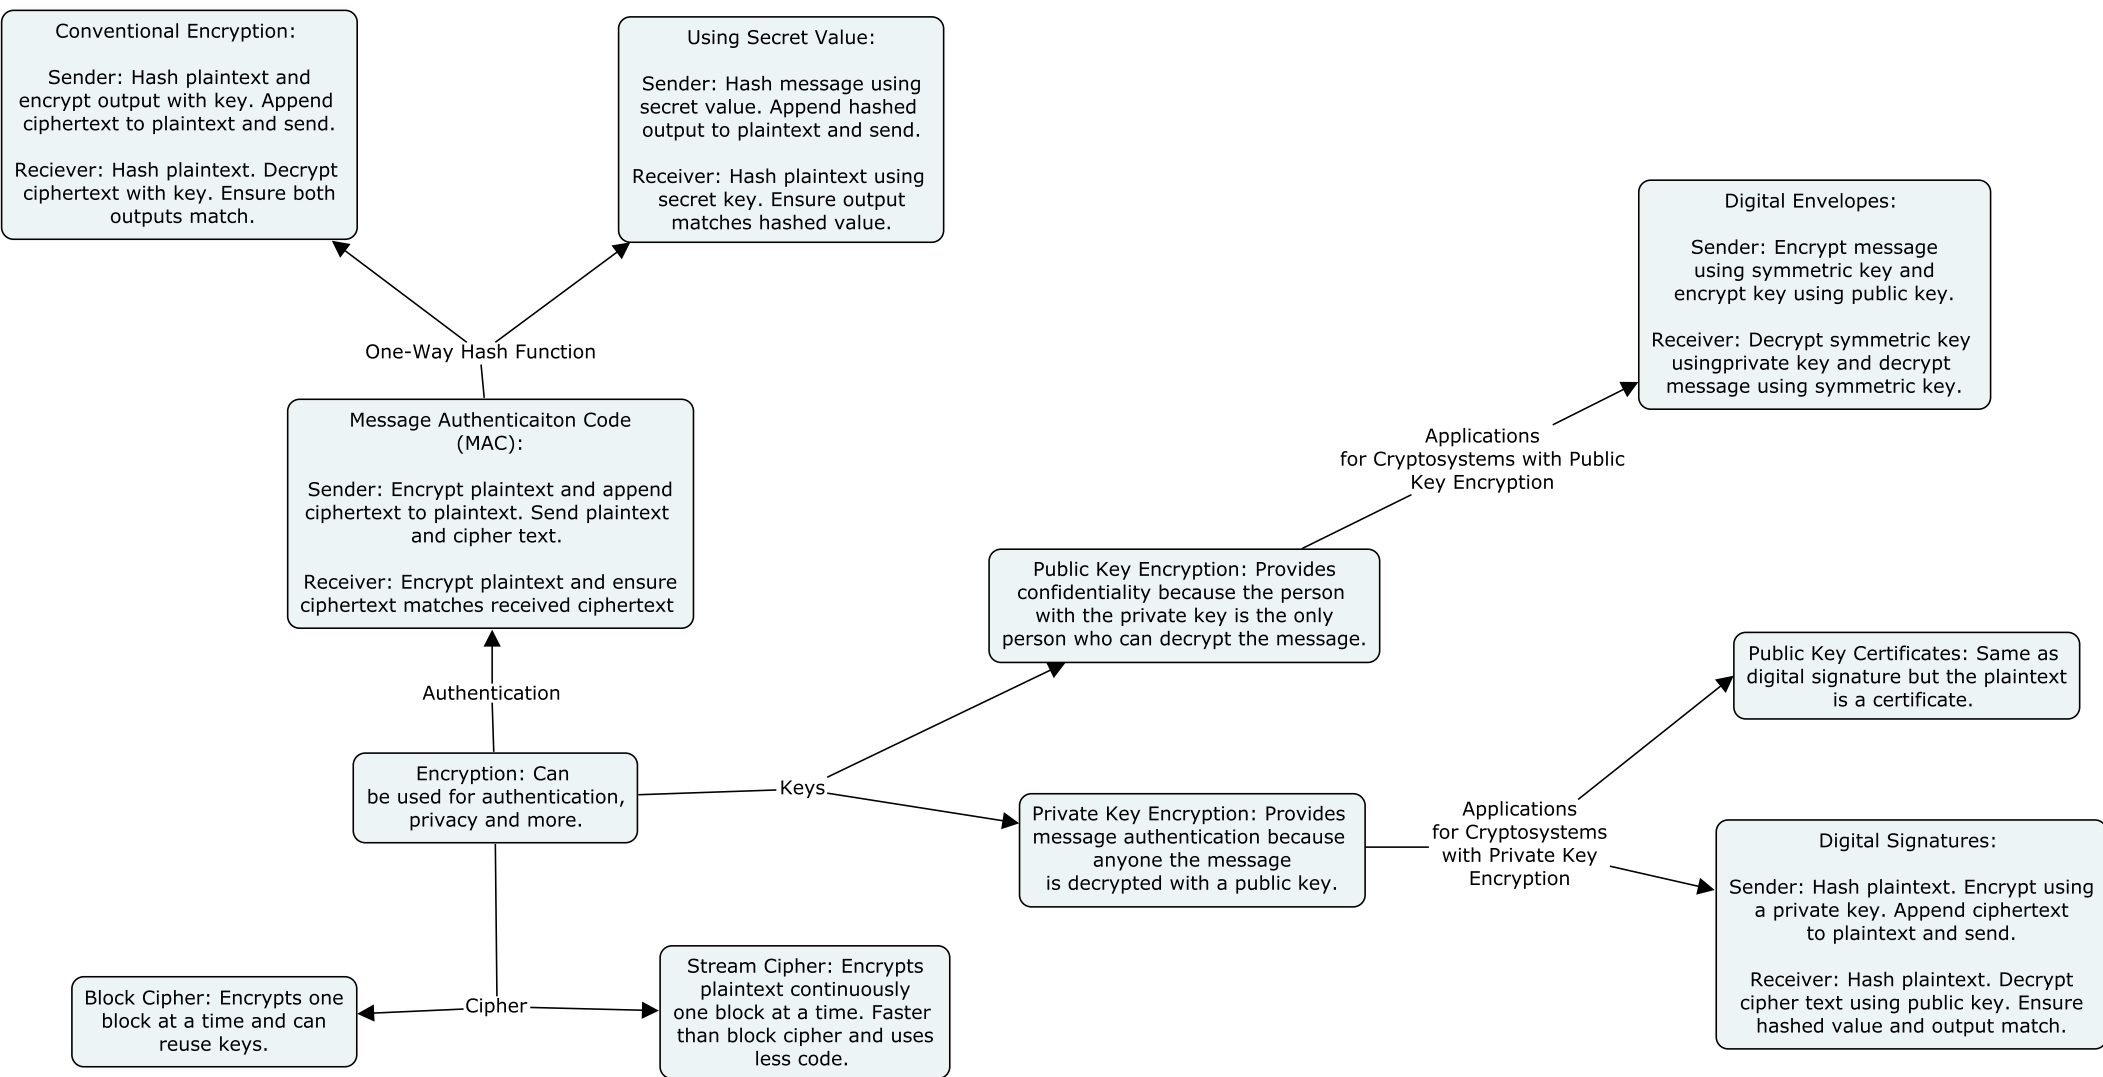 Conventional Encryption:
Sender: Hash plaintext and
encrypt output with key. Append
ciphertext to plaintext and send.
Reciever: Hash plaintext. Decrypt
ciphertext with key. Ensure both
outputs match.
Using Secret Value:
Sender: Hash message using
secret value. Append hashed
output to plaintext and send.
Receiver: Hash plaintext using
secret key. Ensure output
matches hashed value.
Digital Envelopes:
Sender: Encrypt message
using symmetric key and
encrypt key using public key.
Receiver: Decrypt symmetric key
usingprivate key and decrypt
message using symmetric key.
One-Way Hash Function
Message Authenticaiton Code
(MAC):
Sender: Encrypt plaintext and append
ciphertext to plaintext. Send plaintext
and cipher text.
Receiver: Encrypt plaintext and ensure
ciphertext matches received ciphertext
Applications
for Cryptosystems with Public
Key Encryption
Public Key Encryption: Provides
confidentiality because the person
with the private key is the only
person who can decrypt the message.
Public Key Certificates: Same as
digital signature but the plaintext
is a certificate.
Authentication
Encryption: Can
be used for authentication,
privacy and more.
Keys
Private Key Encryption: Provides
message authentication because
anyone the message
is decrypted with a public key.
Applications
for Cryptosystems
with Private Key
Encryption
Digital Signatures:
Sender: Hash plaintext. Encrypt using
a private key. Append ciphertext
to plaintext and send.
Receiver: Hash plaintext. Decrypt
cipher text using public key. Ensure
hashed value and output match.
Block Cipher: Encrypts one
block at a time and can
reuse keys.
Cipher
Stream Cipher: Encrypts
plaintext continuously
one block at a time. Faster
than block cipher and uses
less code.